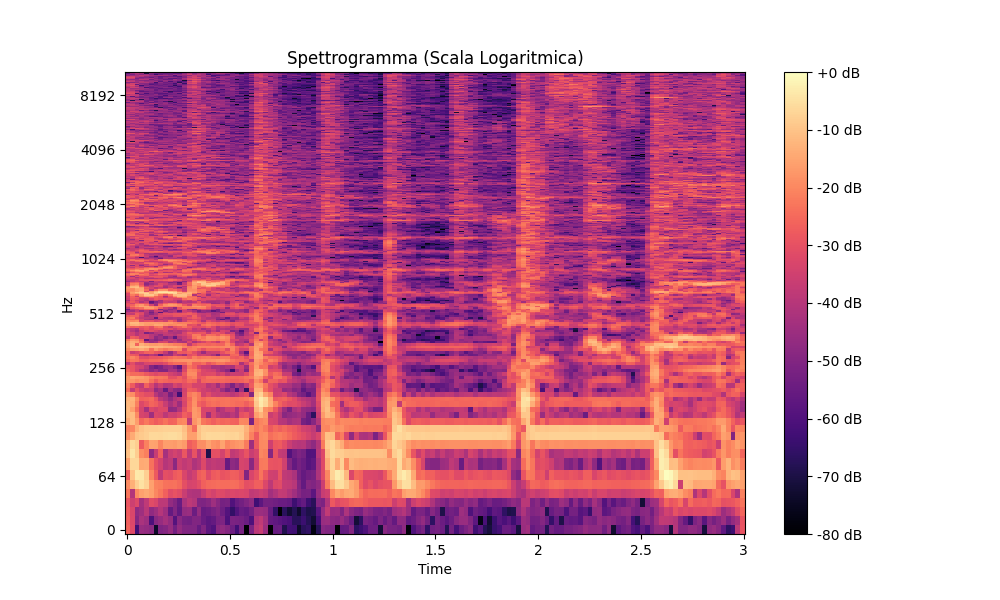 Spettrogramma (Scala Logaritmica)
Hz
8192
4096
2048
1024
512
256
128
64
0
0 0.5 1 1.5 2 2.5 3
Time
+0 dB
-10 dB
-20 dB
-30 dB
-40 dB
-50 dB
-60 dB
-70 dB
-80 dB